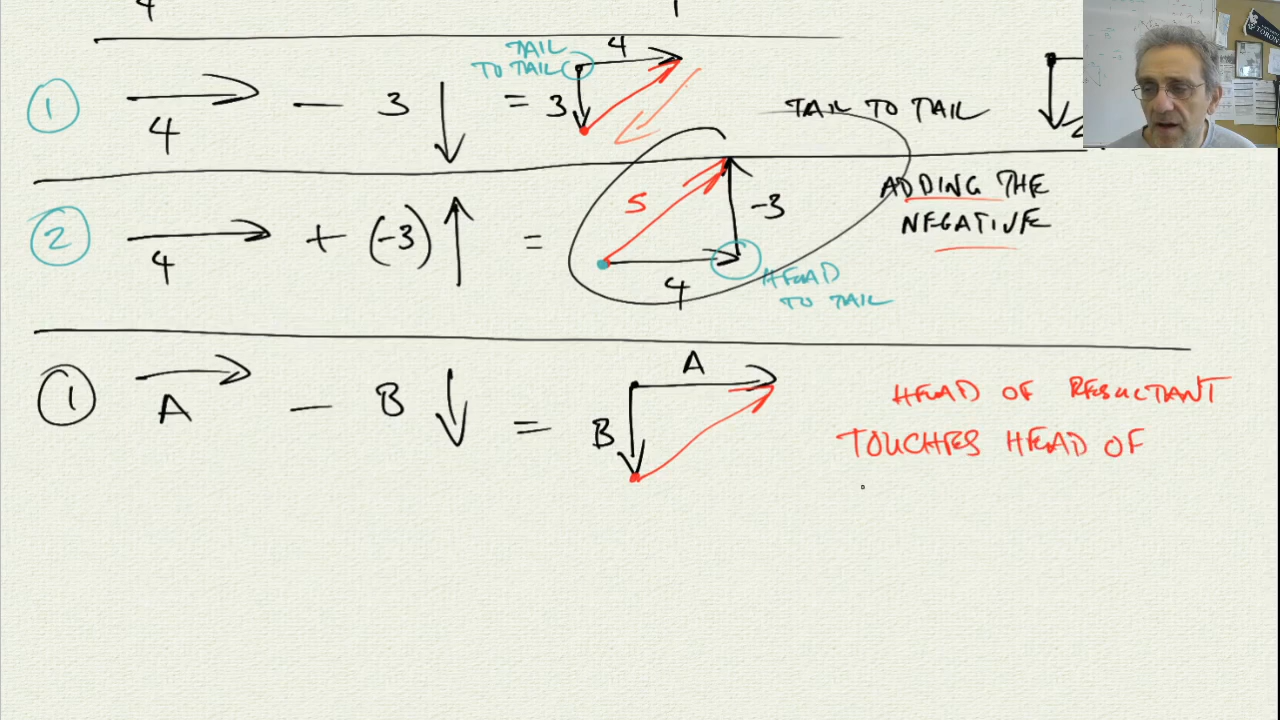 4
TAIL
TO TAIL
4
① 4 − 3 = 3
TAIL TO TAIL
② 4 + (-3) = 5 -3
4
HEAD
TO TAIL
ADDING THE
NEGATIVE
① A − B = B A
HEAD OF RESULTANT
TOUCHES HEAD OF